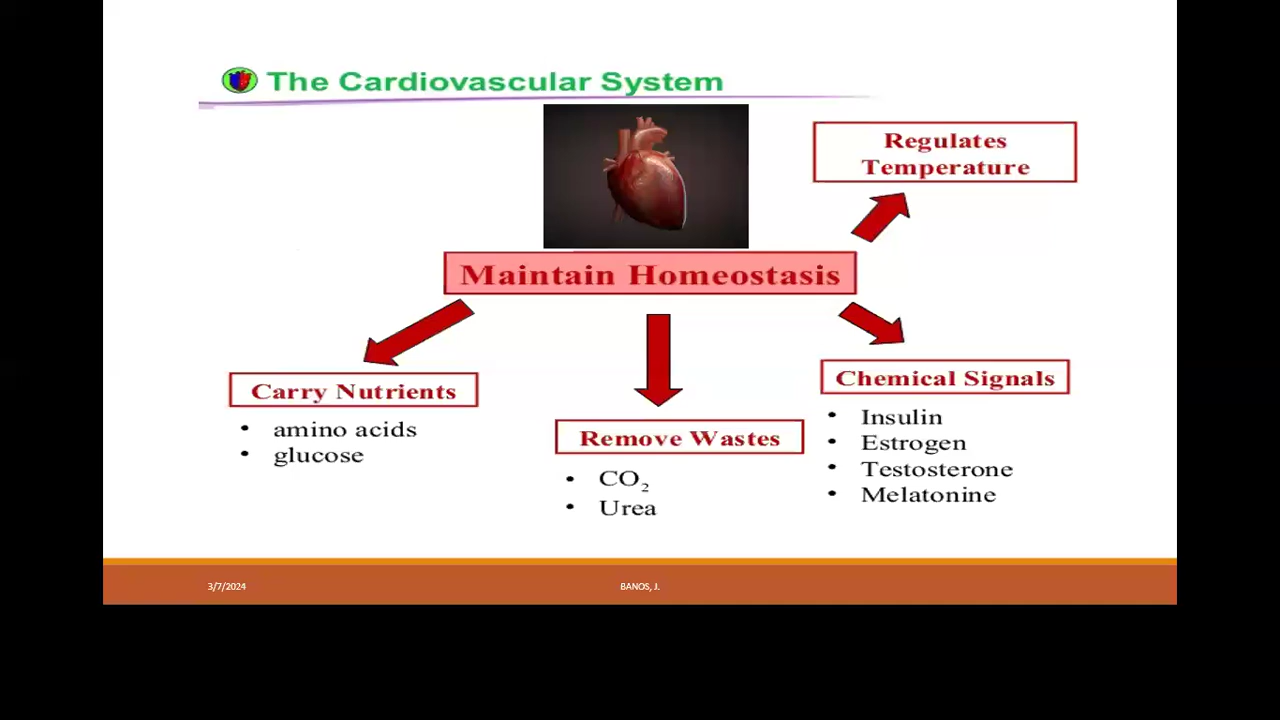 The Cardiovascular System
Regulates
Temperature
Maintain Homeostasis
Carry Nutrients
• amino acids
• glucose
Remove Wastes
• CO₂
• Urea
Chemical Signals
• Insulin
• Estrogen
• Testosterone
• Melatonine
3/7/2024
BANOS, J.